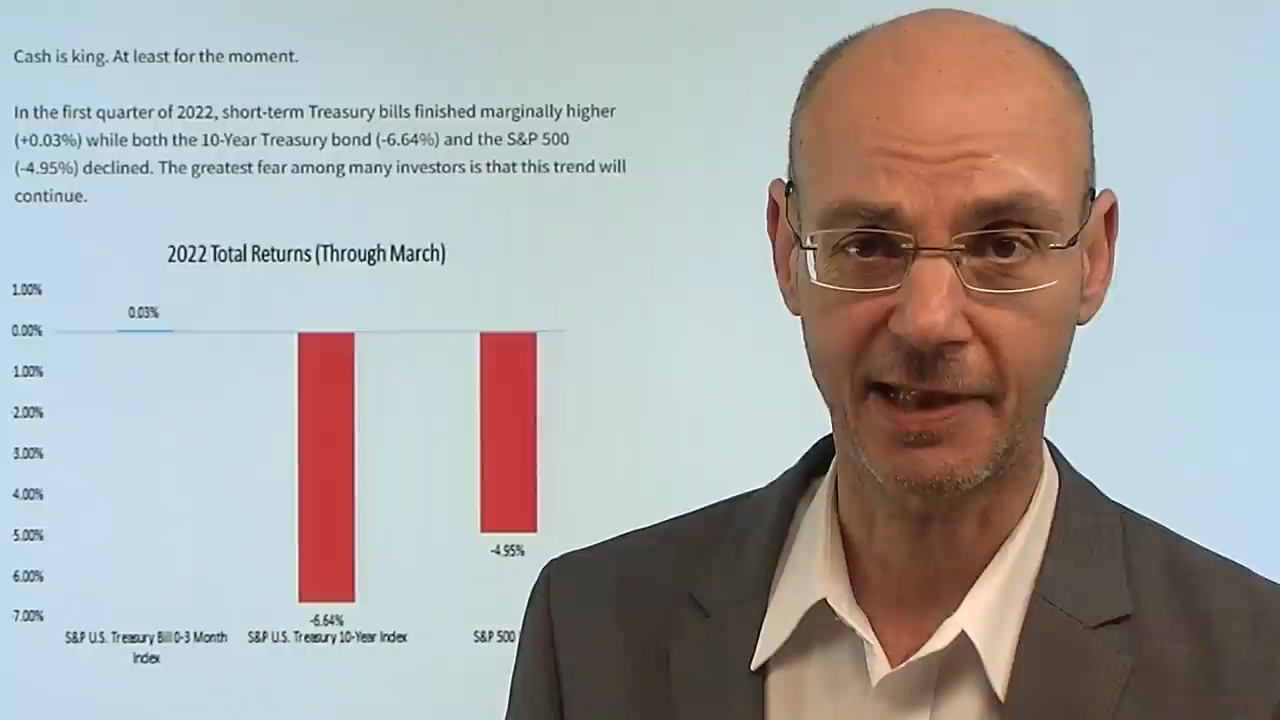 Cash is king. At least for the moment.
In the first quarter of 2022, short-term Treasury bills finished marginally higher
(+0.03%) while both the 10-Year Treasury bond (-6.64%) and the S&P 500
(-4.95%) declined. The greatest fear among many investors is that this trend will
continue.
2022 Total Returns (Through March)
1.00%
0.03%
0.00%
1.00%
2.00%
3.00%
4.00%
5.00%
-4.95%
6.00%
-7.00%
-6.64%
S&P U.S. Treasury Bill 0-3 Month
Index
S&P U.S. Treasury 10-Year Index
S&P 500